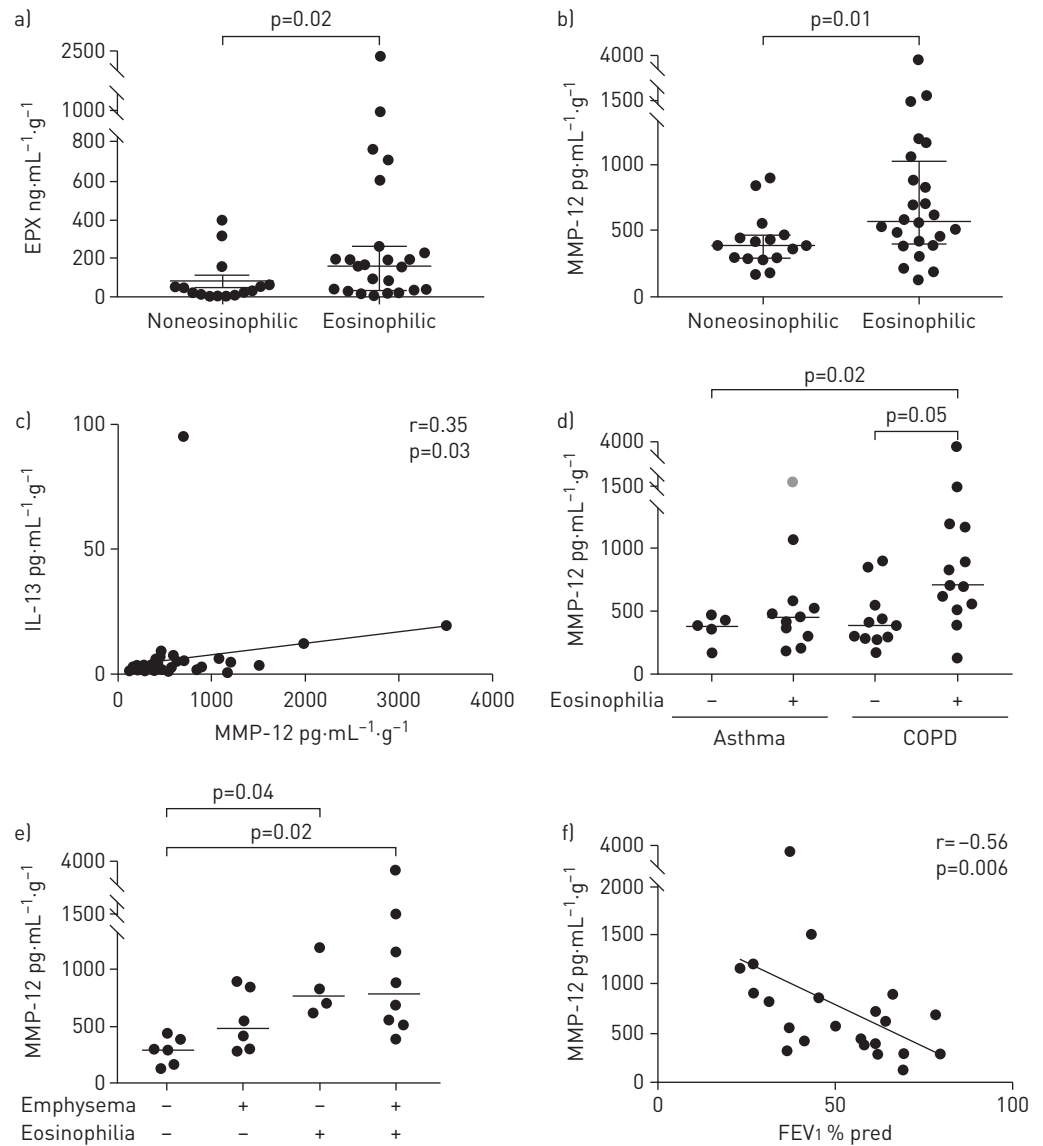 a)
p=0.02
EPX ng·mL⁻¹·g⁻¹
2500
1000
800
600
400
200
0
Noneosinophilic Eosinophilic
b)
p=0.01
MMP-12 pg·mL⁻¹·g⁻¹
4000
1500
1000
500
0
Noneosinophilic Eosinophilic
c)
r=0.35
p=0.03
IL-13 pg·mL⁻¹·g⁻¹
100
50
0
0 1000 2000 3000 4000
MMP-12 pg·mL⁻¹·g⁻¹
d)
p=0.02
p=0.05
MMP-12 pg·mL⁻¹·g⁻¹
4000
1500
1000
500
0
Eosinophilia – + – +
Asthma COPD
e)
p=0.04
p=0.02
MMP-12 pg·mL⁻¹·g⁻¹
4000
1500
1000
500
0
Emphysema – + – +
Eosinophilia – – + +
f)
r= –0.56
p=0.006
MMP-12 pg·mL⁻¹·g⁻¹
4000
2000
1500
1000
500
0
0 50 100
FEV1 % pred